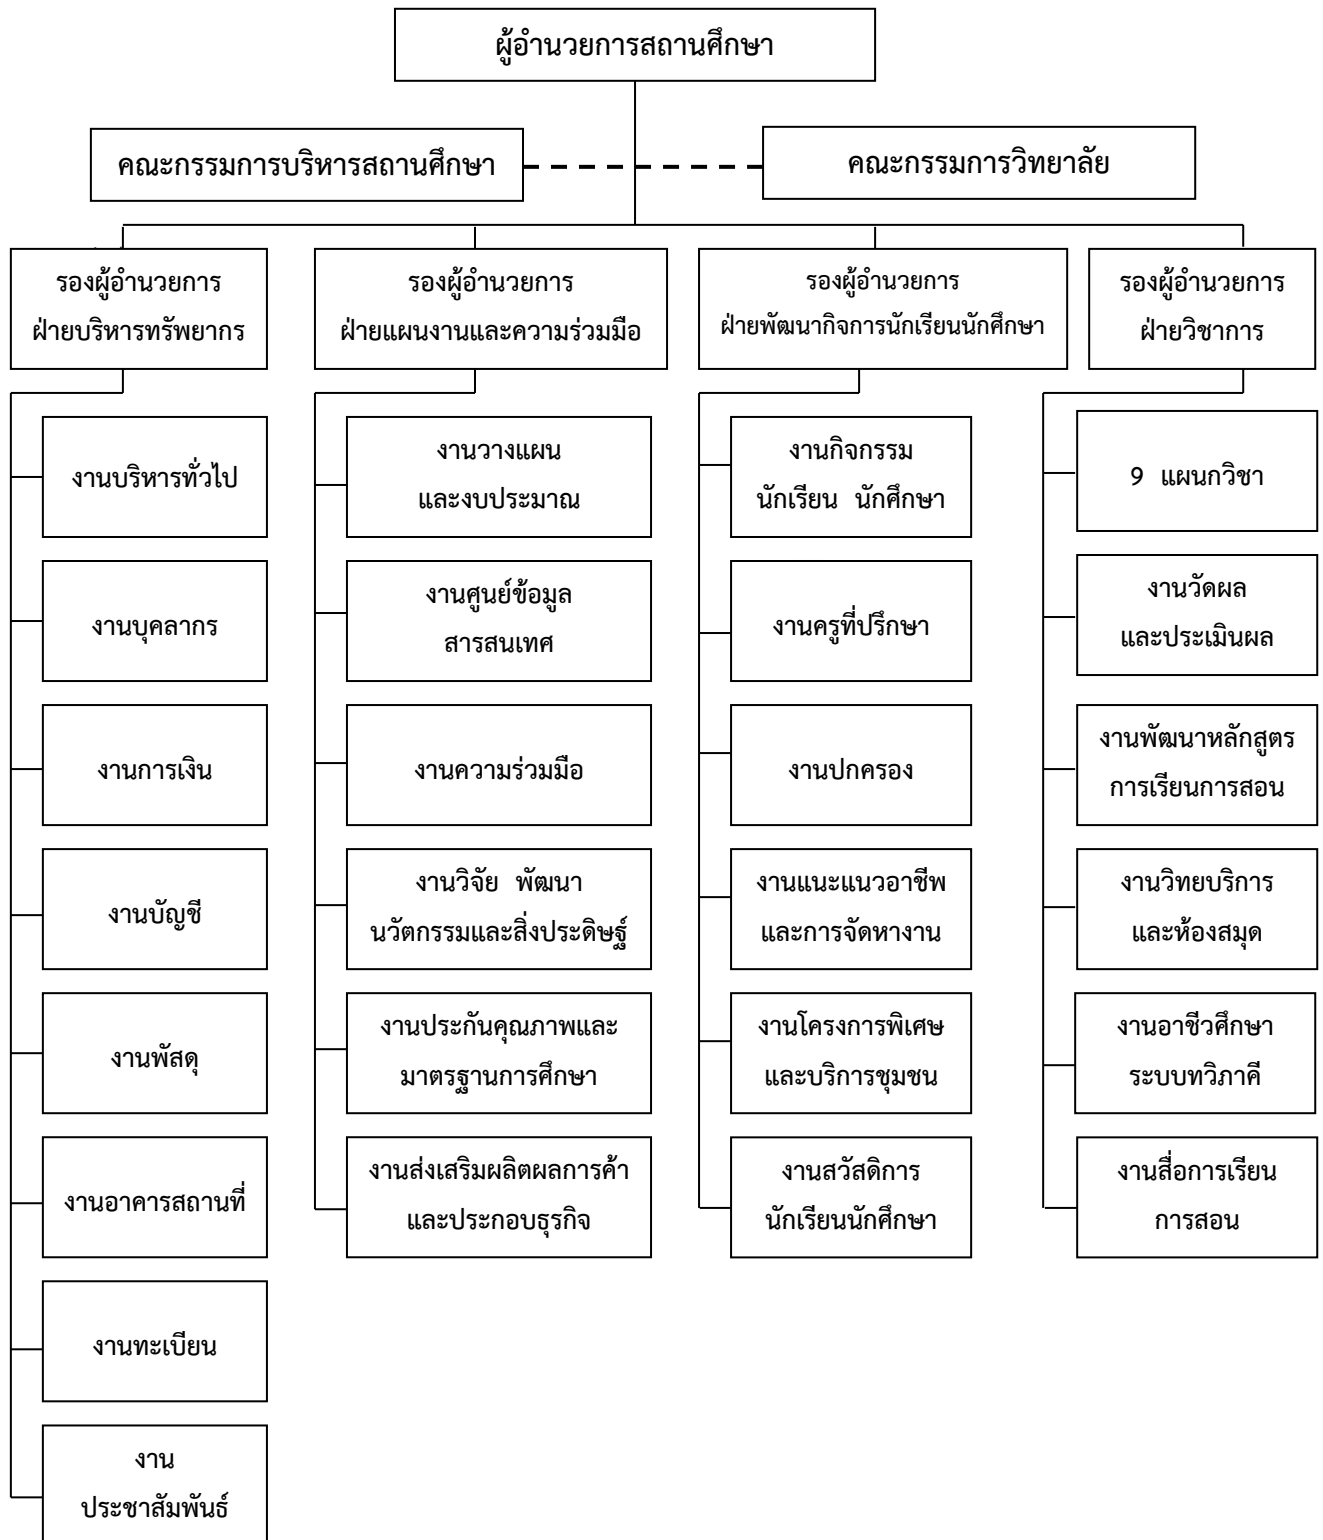 ผู้อำนวยการสถานศึกษา
คณะกรรมการบริหารสถานศึกษา
คณะกรรมการวิทยาลัย
รองผู้อำนวยการ
ฝ่ายบริหารทรัพยากร
รองผู้อำนวยการ
ฝ่ายแผนงานและความร่วมมือ
รองผู้อำนวยการ
ฝ่ายพัฒนากิจการนักเรียนนักศึกษา
รองผู้อำนวยการ
ฝ่ายวิชาการ
งานบริหารทั่วไป
งานบุคลากร
งานการเงิน
งานบัญชี
งานพัสดุ
งานอาคารสถานที่
งานทะเบียน
งาน
ประชาสัมพันธ์
งานวางแผน
และงบประมาณ
งานศูนย์ข้อมูล
สารสนเทศ
งานความร่วมมือ
งานวิจัย พัฒนา
นวัตกรรมและสิ่งประดิษฐ์
งานประกันคุณภาพและ
มาตรฐานการศึกษา
งานส่งเสริมผลิตผลการค้า
และประกอบธุรกิจ
งานกิจกรรม
นักเรียน นักศึกษา
งานครูที่ปรึกษา
งานปกครอง
งานแนะแนวอาชีพ
และการจัดหางาน
งานโครงการพิเศษ
และบริการชุมชน
งานสวัสดิการ
นักเรียนนักศึกษา
9 แผนกวิชา
งานวัดผล
และประเมินผล
งานพัฒนาหลักสูตร
การเรียนการสอน
งานวิทยบริการ
และห้องสมุด
งานอาชีวศึกษา
ระบบทวิภาคี
งานสื่อการเรียน
การสอน